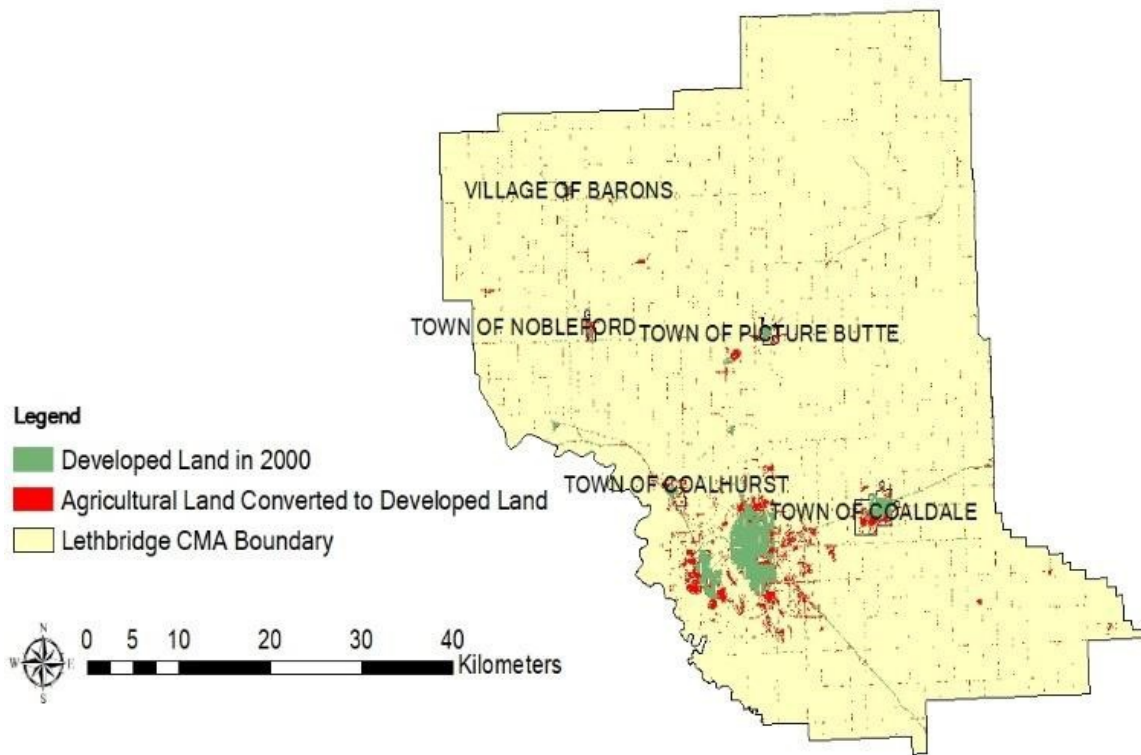 VILLAGE OF BARONS
TOWN OF NOBLEFORD
TOWN OF PICTURE BUTTE
TOWN OF COALHURST
TOWN OF COALDALE
Legend
Developed Land in 2000
Agricultural Land Converted to Developed Land
Lethbridge CMA Boundary
N
W E
S
0 5 10 20 30 40
Kilometers